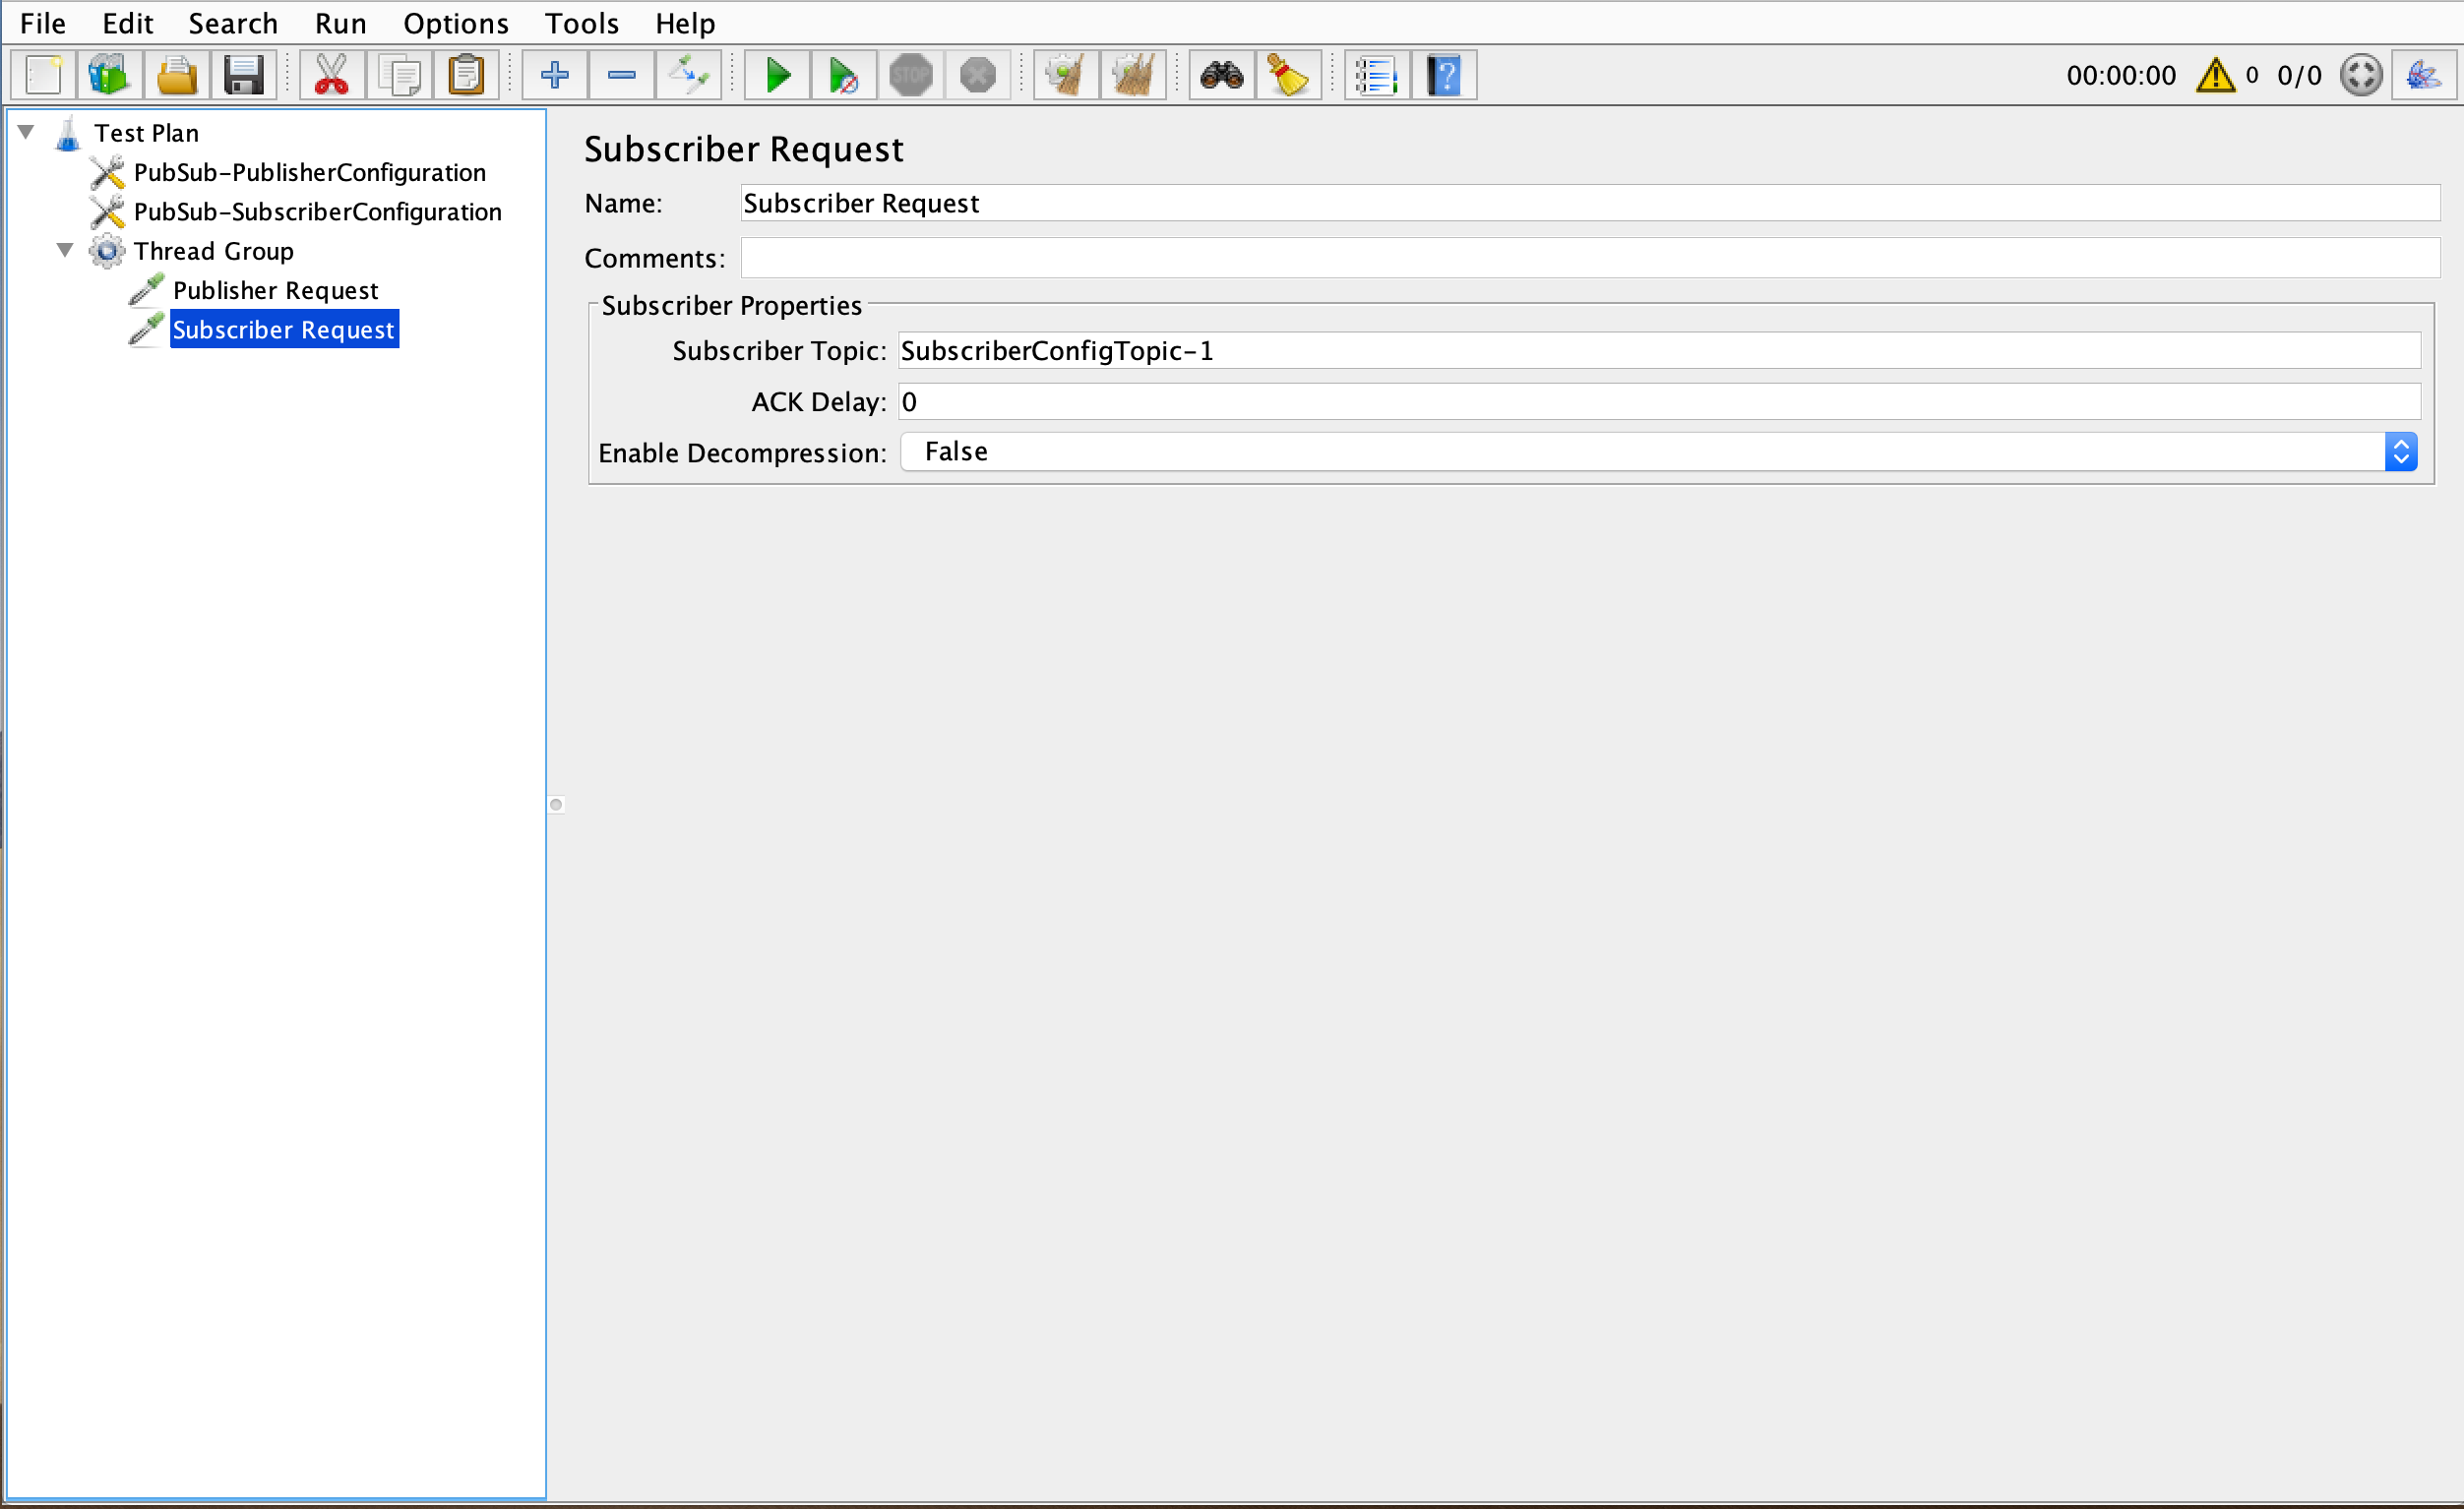 File Edit Search Run Options Tools Help
STOP
?
00:00:00 0 0/0
Test Plan
PubSub-PublisherConfiguration
PubSub-SubscriberConfiguration
Thread Group
Publisher Request
Subscriber Request
Subscriber Request
Name: Subscriber Request
Comments:
Subscriber Properties
Subscriber Topic: SubscriberConfigTopic-1
ACK Delay: 0
Enable Decompression: False